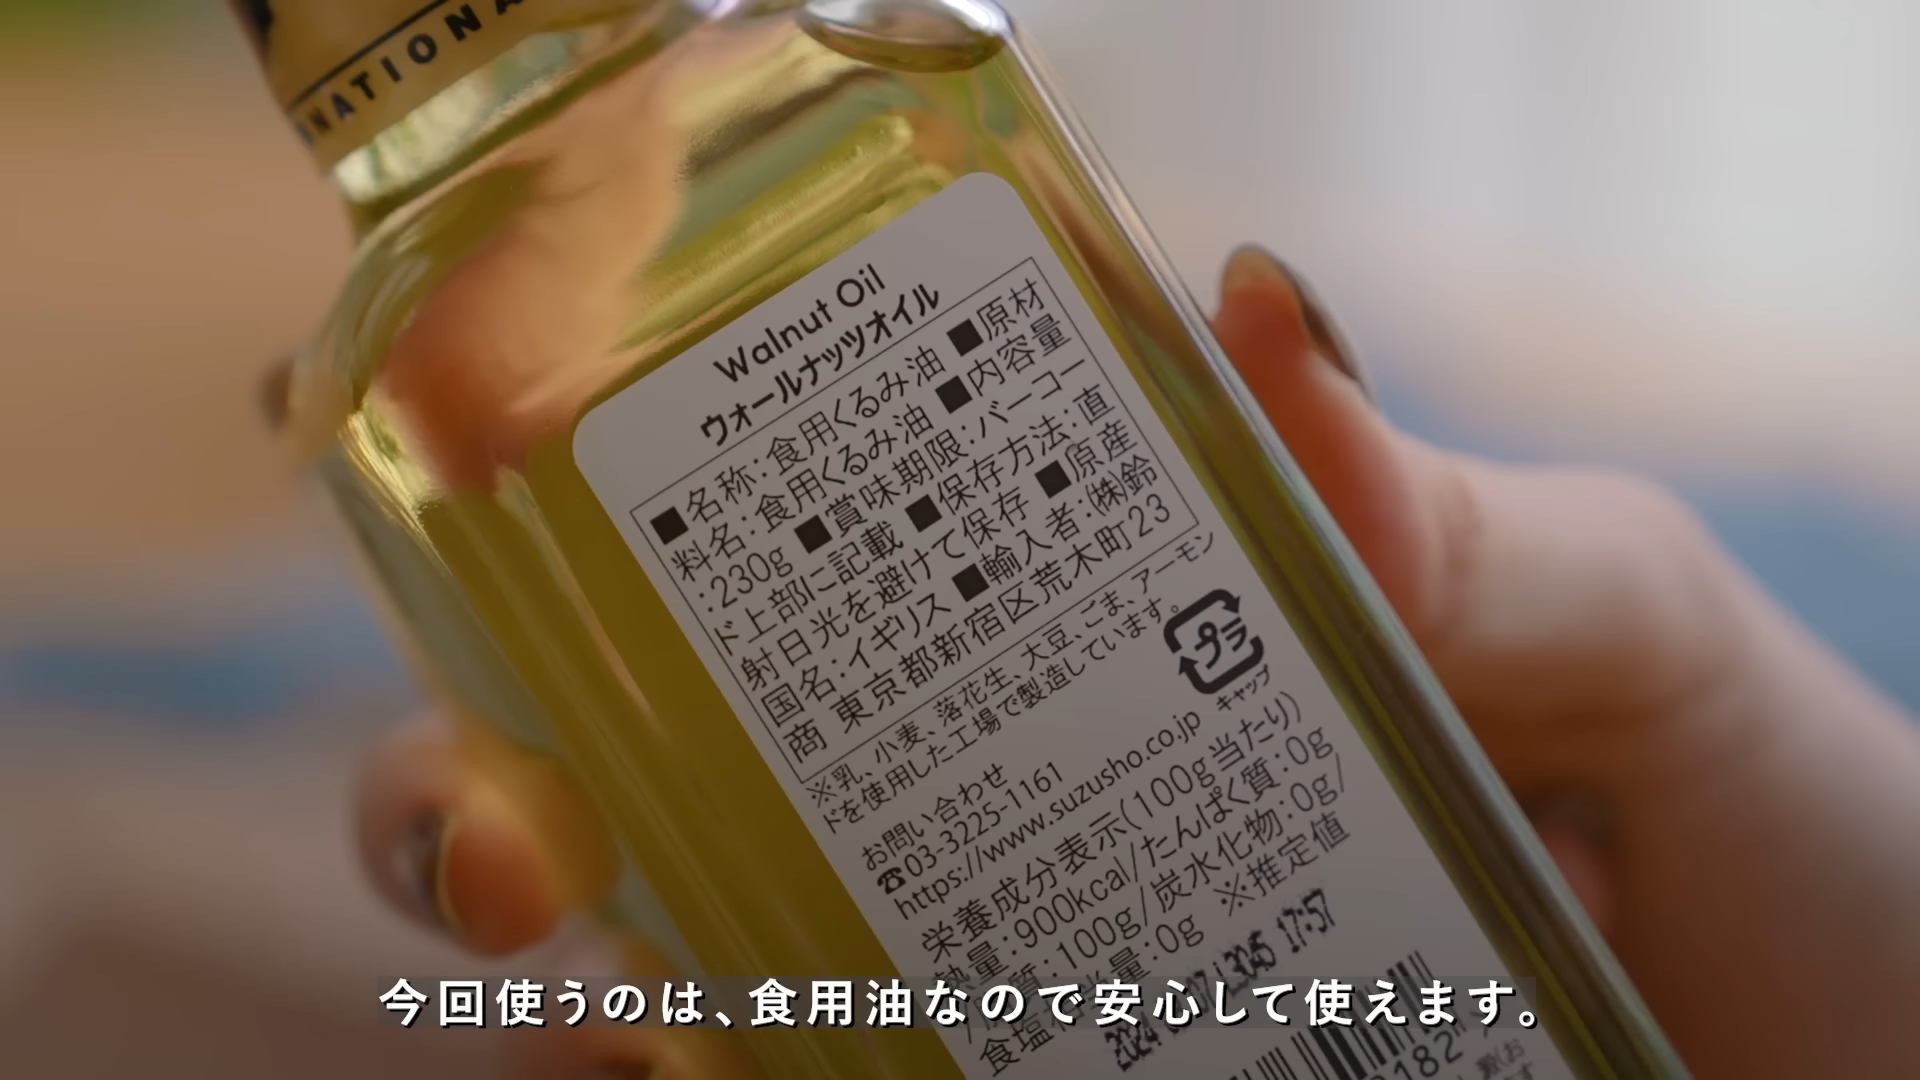 NATIONA
Walnut Oil
ウォールナッツオイル
■名称:食用くるみ油 ■原材
料名:食用くるみ油 ■内容量
:230g ■賞味期限:バーコー
ド上部に記載 ■保存方法:直
射日光を避けて保存 ■原産
国名:イギリス ■輸入者:㈱鈴
商 東京都新宿区荒木町23
※乳、小麦、落花生、大豆、ごま、アーモン
ドを使用した工場で製造しています。
プラ
キャップ
お問い合わせ
☎03-3225-1161
https://www.suzusho.co.jp
栄養成分表示(100g当たり)
熱量:900kcal/たんぱく質:0g
/脂質:100g/炭水化物:0g/
食塩相当量:0g ※推定値
17:57
182
今回使うのは、食用油なので安心して使えます。